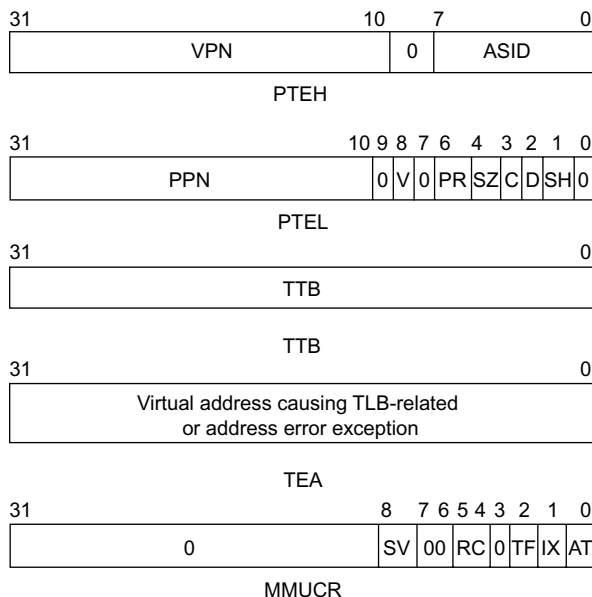 31 10 7 0
VPN 0 ASID
PTEH
31 10 9 8 7 6 4 3 2 1 0
PPN 0 V 0 PR SZ C D SH 0
PTEL
31 0
TTB
TTB
31 0
Virtual address causing TLB-related
or address error exception
TEA
31 8 7 6 5 4 3 2 1 0
0 SV 00 RC 0 TF IX AT
MMUCR